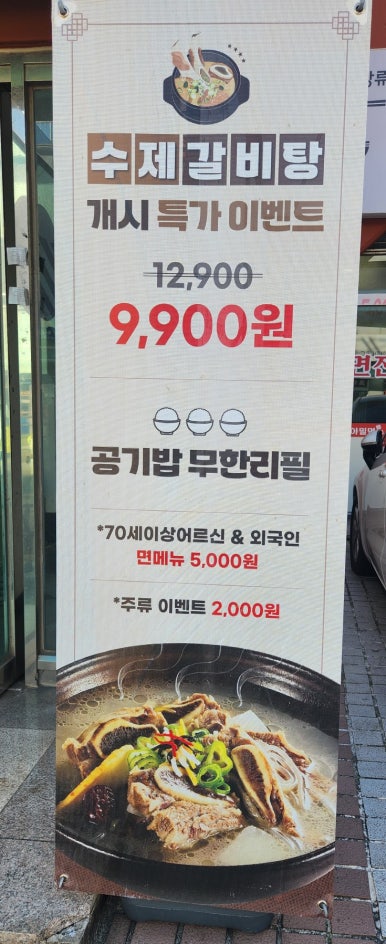 수제갈비탕
개시 특가 이벤트
12,900
9,900원
공기밥 무한리필
*70세이상어르신 & 외국인
면메뉴 5,000원
*주류 이벤트 2,000원